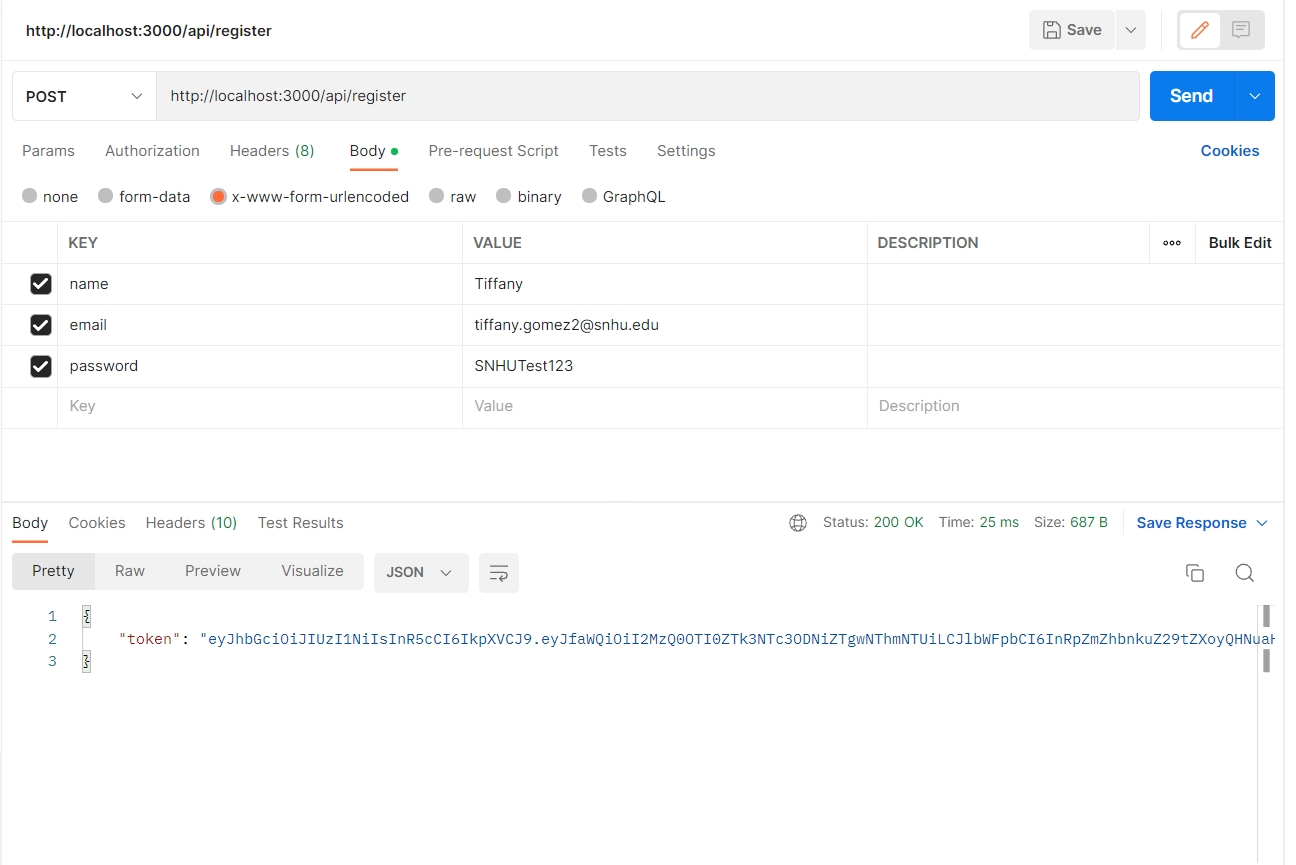 http://localhost:3000/api/register Save
POST http://localhost:3000/api/register Send
Params Authorization Headers (8) Body Pre-request Script Tests Settings Cookies
none form-data x-www-form-urlencoded raw binary GraphQL
KEY VALUE DESCRIPTION ooo Bulk Edit
name Tiffany
email tiffany.gomez2@snhu.edu
password SNHUTest123
Key Value Description
Body Cookies Headers (10) Test Results Status: 200 OK Time: 25 ms Size: 687 B Save Response
Pretty Raw Preview Visualize JSON
1 {
2 "token": "eyJhbGciOiJIUzI1NiIsInR5cCI6IkpXVCJ9.eyJfaWQiOiI2MzQ0OTI0ZTk3NTc3ODNiZTgwNThmNTUiLCJlbWFpbCI6InRpZmZhbnkuZ29tZXoyQHNuaH
3 }